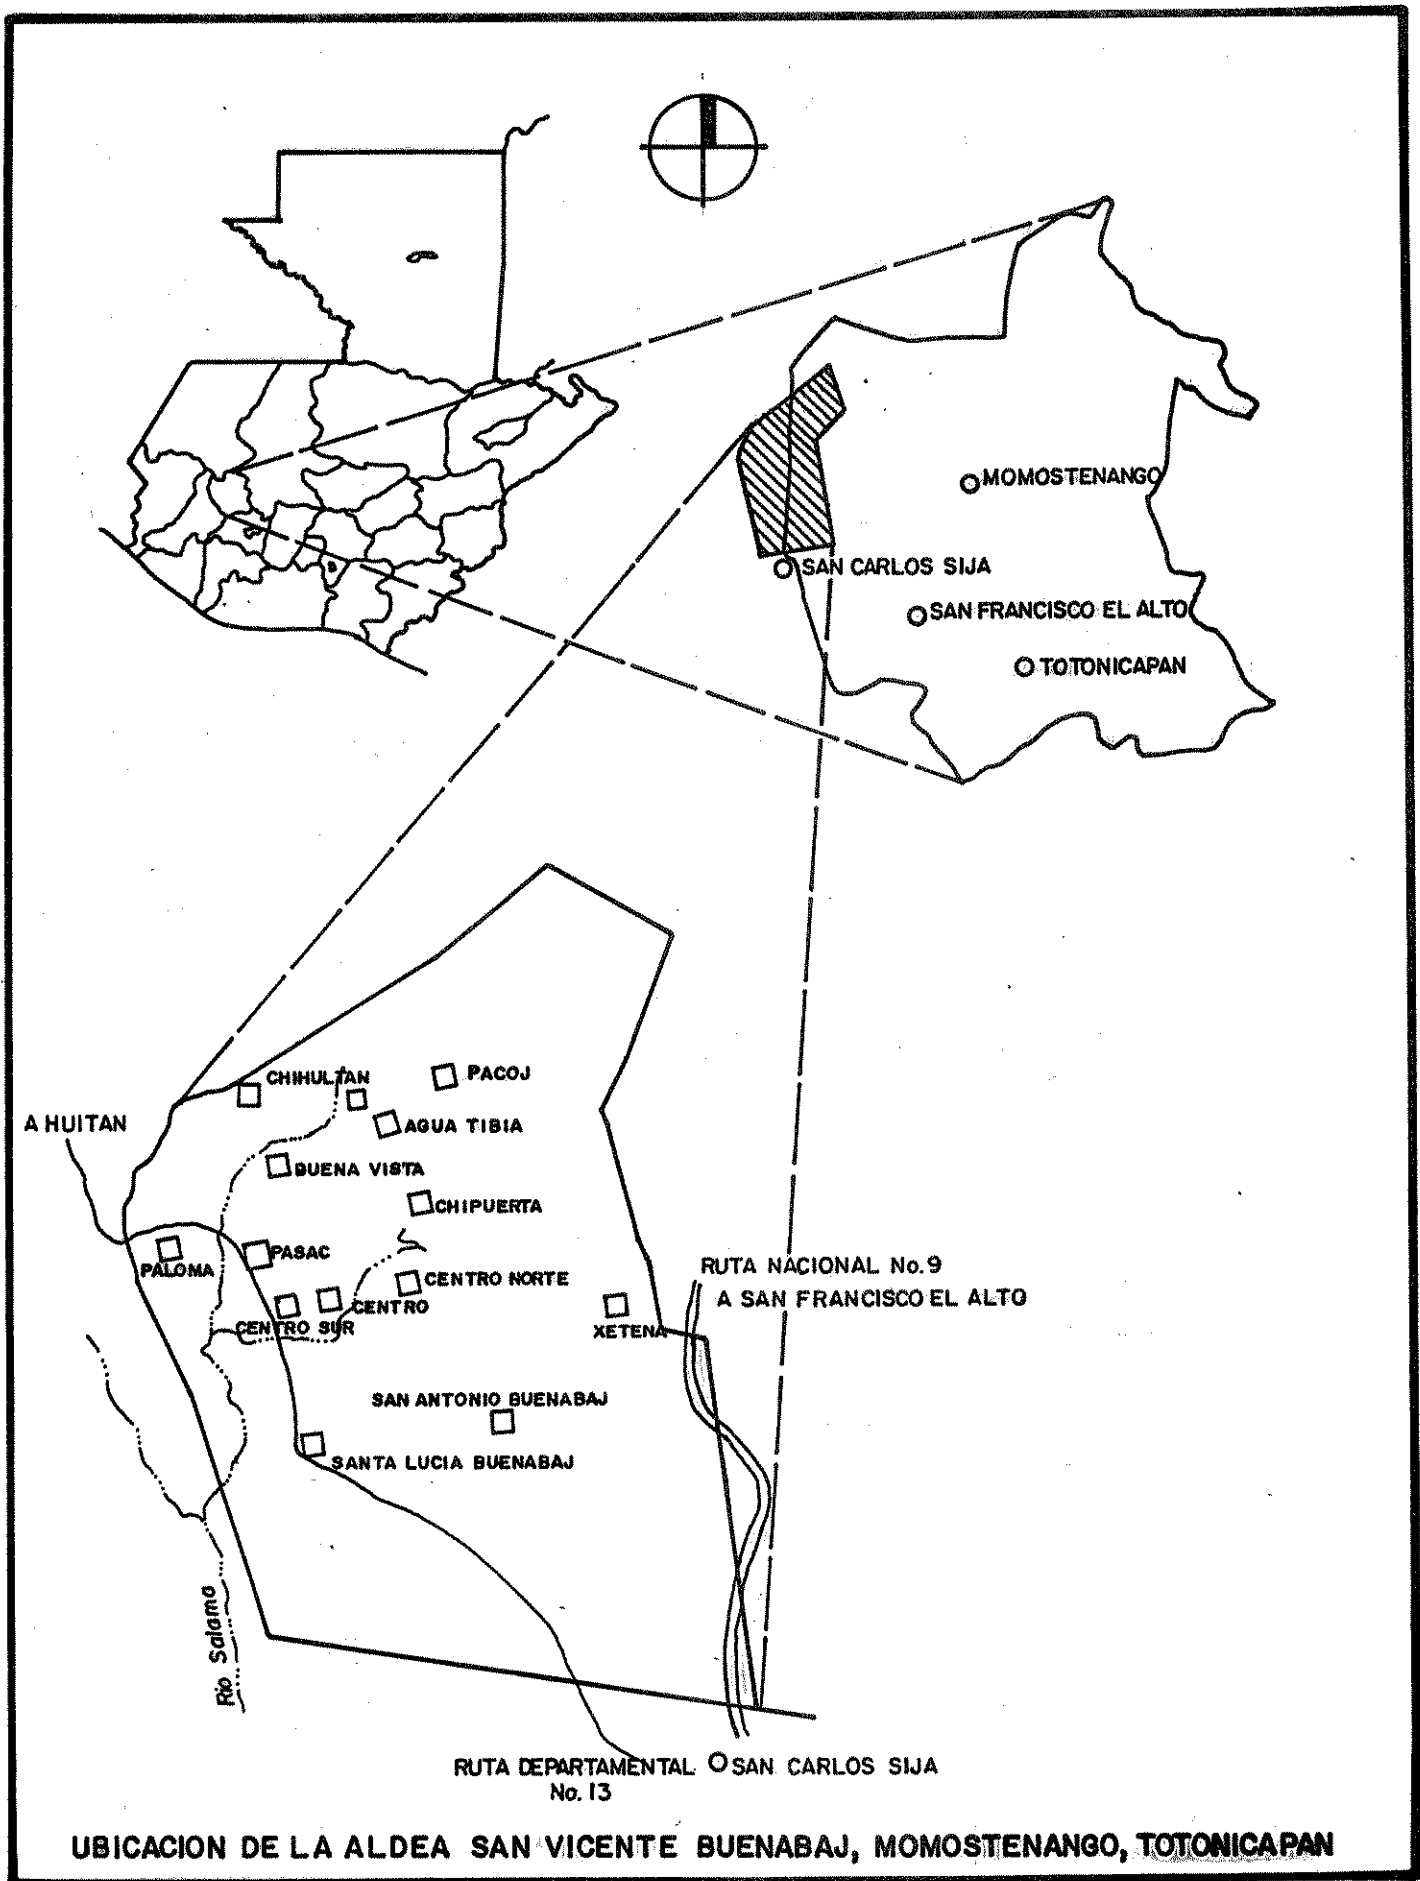 MOMOSTENANGO
SAN CARLOS SIJA
SAN FRANCISCO EL ALTO
TOTONICAPAN
CHIHULTAN
PACOJ
A HUITAN
AGUA TIBIA
BUENA VISTA
CHIPUERTA
PASAC
PALOMA
RUTA NACIONAL No. 9
A SAN FRANCISCO EL ALTO
CENTRO NORTE
CENTRO
CENTRO SUR
XETENA
SAN ANTONIO BUENABAJ
SANTA LUCIA BUENABAJ
Rio Salamo
RUTA DEPARTAMENTAL
No. 13
SAN CARLOS SIJA
UBICACION DE LA ALDEA SAN VICENTE BUENABAJ, MOMOSTENANGO, TOTONICAPAN